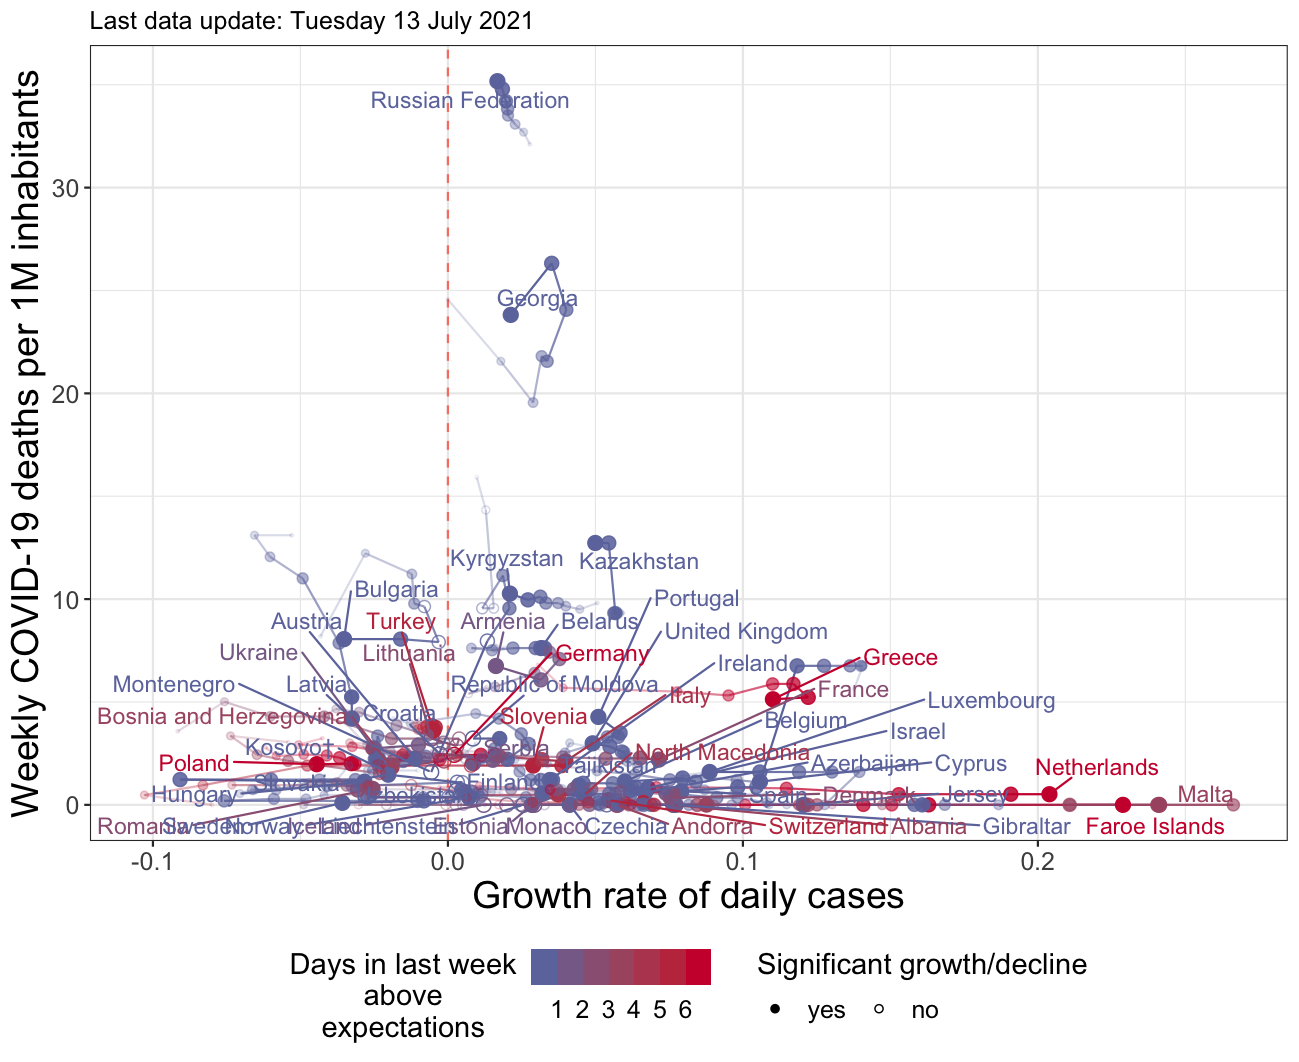 Last data update: Tuesday 13 July 2021
Weekly COVID-19 deaths per 1M inhabitants
30
20
10
0
Russian Federation
Georgia
Kyrgyzstan
Kazakhstan
Bulgaria
Portugal
Austria
Turkey
Armenia
Belarus
United Kingdom
Ukraine
Lithuania
Germany
Ireland
Greece
Montenegro
Latvia
Republic of Moldova
Italy
France
Luxembourg
Bosnia and Herzegovina
Croatia
Slovenia
Belgium
Israel
Kosovo†
Serbia
North Macedonia
Poland
Tajikistan
Azerbaijan
Cyprus
Netherlands
Hungary
Slovakia
Uzbekistan
Finland
Spain
Denmark
Jersey
Malta
Romania
Sweden
Norway
Iceland
Liechtenstein
Estonia
Monaco
Czechia
Andorra
Switzerland
Albania
Gibraltar
Faroe Islands
-0.1
0.0
0.1
0.2
Growth rate of daily cases
Days in last week
above
expectations
1 2 3 4 5 6
Significant growth/decline
yes
no